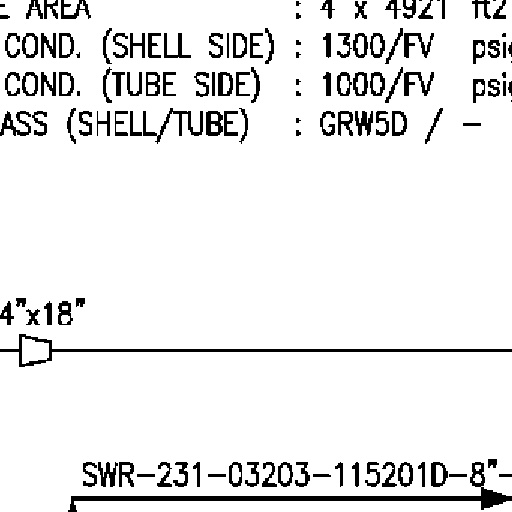 E AREA : 4 x 4921 ft2
COND. (SHELL SIDE) : 1300/FV psig
COND. (TUBE SIDE) : 1000/FV psig
ASS (SHELL/TUBE) : GRW5D / -
4"x18"
SWR-231-03203-115201D-8"-